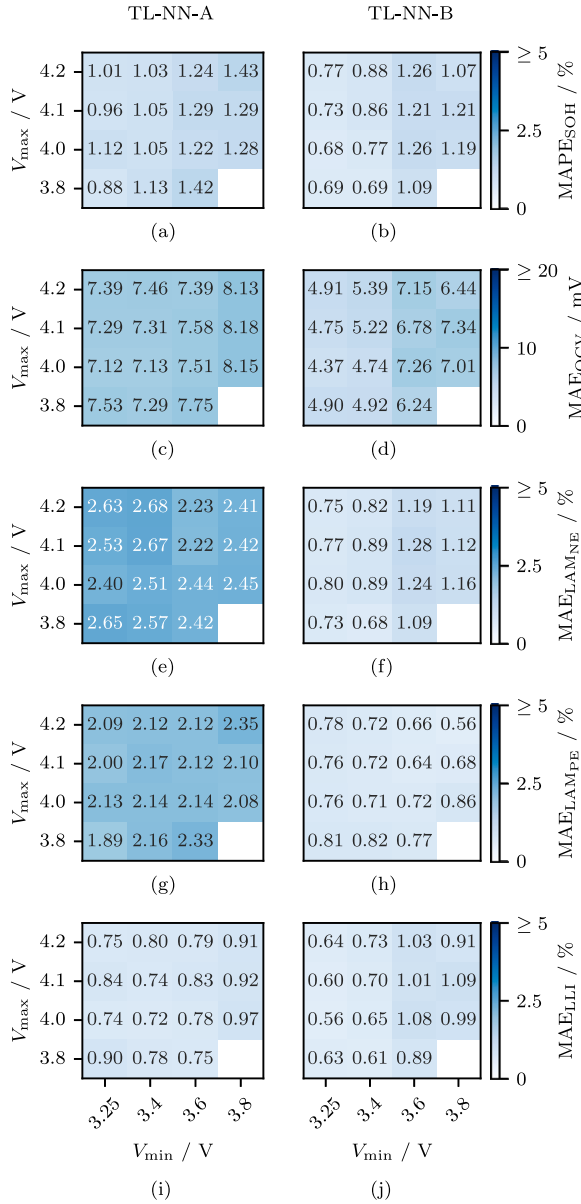 TL-NN-A TL-NN-B
4.2 1.01 1.03 1.24 1.43 0.77 0.88 1.26 1.07 ≥ 5
4.1 0.96 1.05 1.29 1.29 0.73 0.86 1.21 1.21
4.0 1.12 1.05 1.22 1.28 0.68 0.77 1.26 1.19 2.5
3.8 0.88 1.13 1.42 0.69 0.69 1.09 0
Vmax / V
MAPE_SOH / %
(a) (b)
4.2 7.39 7.46 7.39 8.13 4.91 5.39 7.15 6.44 ≥ 20
4.1 7.29 7.31 7.58 8.18 4.75 5.22 6.78 7.34
4.0 7.12 7.13 7.51 8.15 4.37 4.74 7.26 7.01 10
3.8 7.53 7.29 7.75 4.90 4.92 6.24 0
Vmax / V
MAE_OCV / mV
(c) (d)
4.2 2.63 2.68 2.23 2.41 0.75 0.82 1.19 1.11 ≥ 5
4.1 2.53 2.67 2.22 2.42 0.77 0.89 1.28 1.12
4.0 2.40 2.51 2.44 2.45 0.80 0.89 1.24 1.16 2.5
3.8 2.65 2.57 2.42 0.73 0.68 1.09 0
Vmax / V
MAE_LAM_NE / %
(e) (f)
4.2 2.09 2.12 2.12 2.35 0.78 0.72 0.66 0.56 ≥ 5
4.1 2.00 2.17 2.12 2.10 0.76 0.72 0.64 0.68
4.0 2.13 2.14 2.14 2.08 0.76 0.71 0.72 0.86 2.5
3.8 1.89 2.16 2.33 0.81 0.82 0.77 0
Vmax / V
MAE_LAM_PE / %
(g) (h)
4.2 0.75 0.80 0.79 0.91 0.64 0.73 1.03 0.91 ≥ 5
4.1 0.84 0.74 0.83 0.92 0.60 0.70 1.01 1.09
4.0 0.74 0.72 0.78 0.97 0.56 0.65 1.08 0.99 2.5
3.8 0.90 0.78 0.75 0.63 0.61 0.89 0
Vmax / V
MAE_LLI / %
3.25 3.4 3.6 3.8 3.25 3.4 3.6 3.8
Vmin / V Vmin / V
(i) (j)